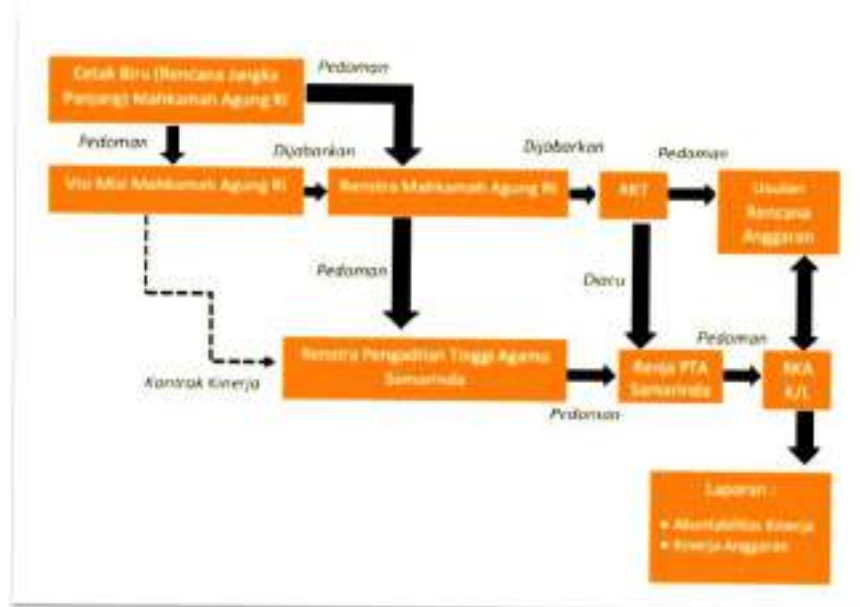 Cetak Biru (Rencana Jangka
Panjang) Mahkamah Agung RI
Pedoman
Pedoman
Visi Misi Mahkamah Agung RI
Dijabarkan
Renstra Mahkamah Agung RI
Dijabarkan
RKT
Pedoman
Usulan
Rencana
Anggaran
Pedoman
Diacu
Kontrak Kinerja
Renstra Pengadilan Tinggi Agama
Samarinda
Pedoman
Renja PTA
Samarinda
Pedoman
RKA
K/L
Laporan :
• Akuntabilitas Kinerja
• Kinerja Anggaran